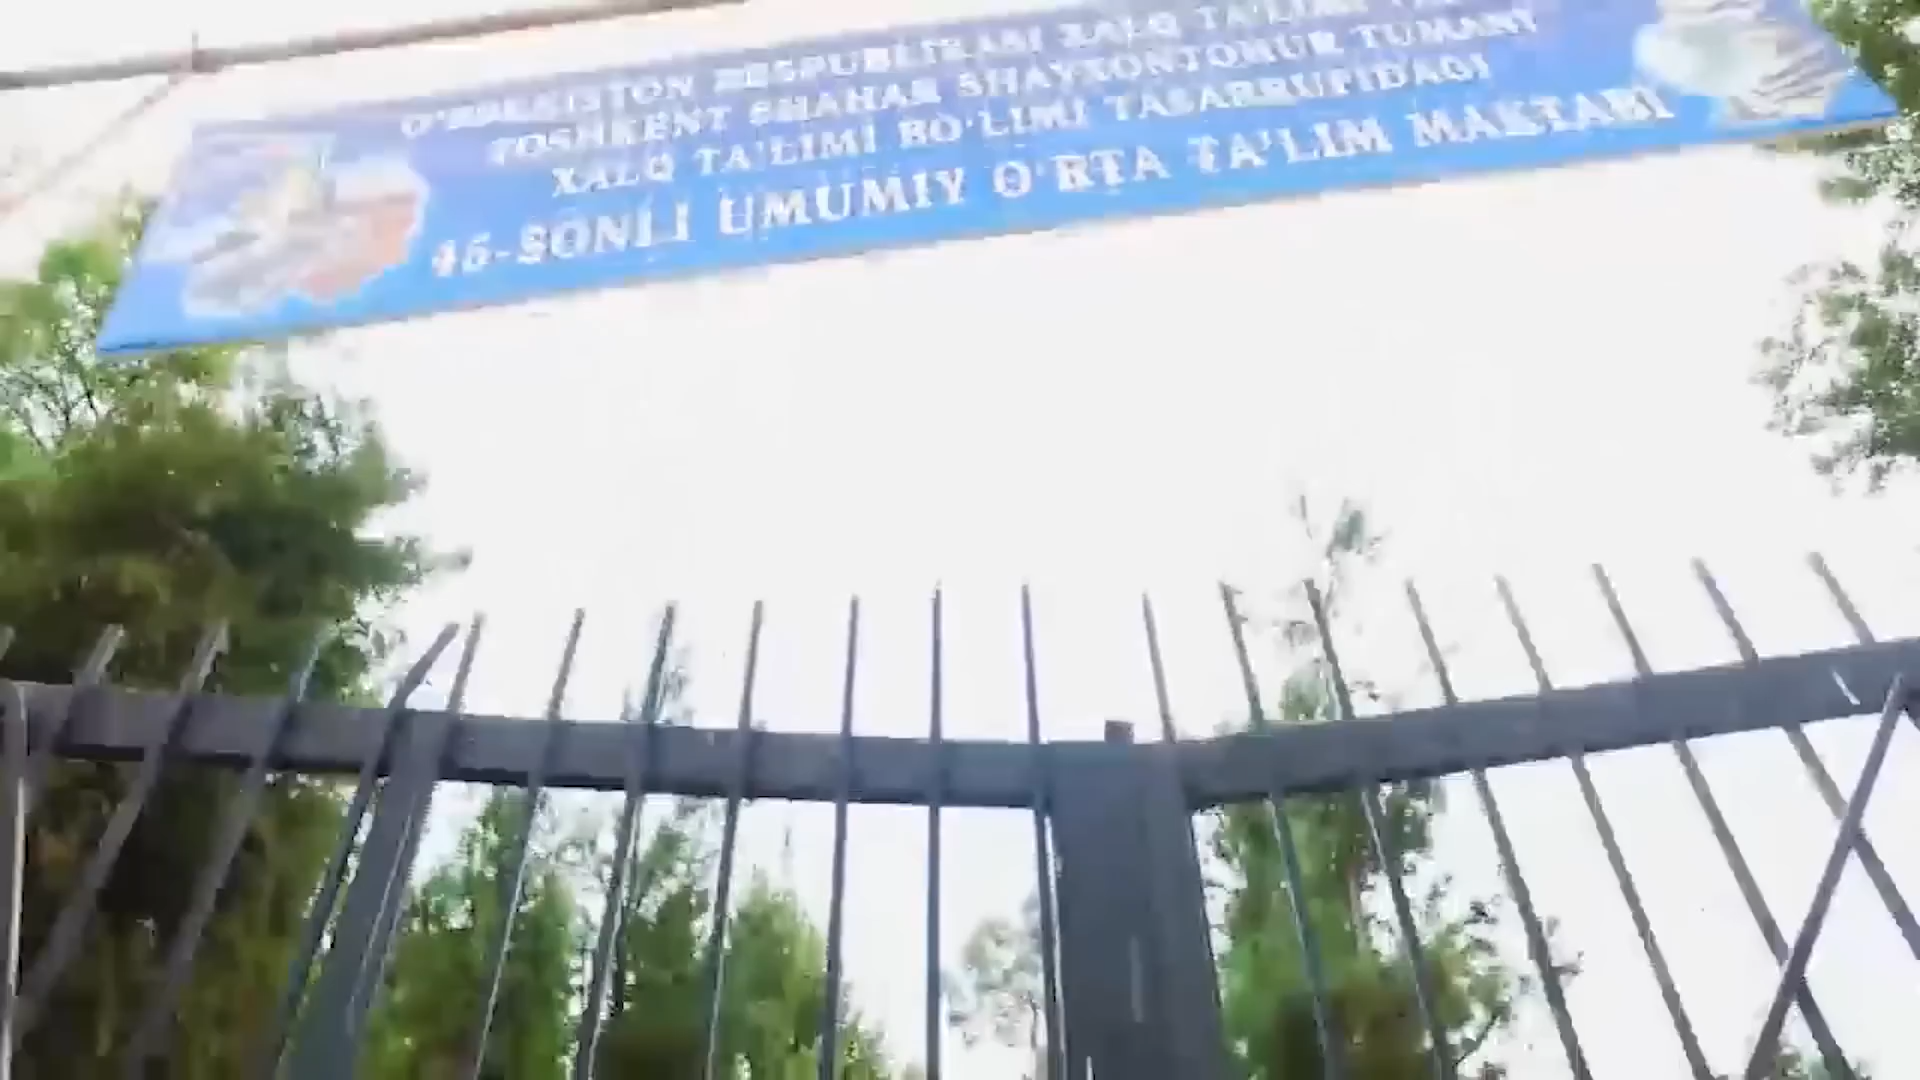 O'ZBEKISTON RESPUBLIKASI XALQ TA'LIMI
TOSHKENT SHAHAR SHAYXONTOHUR TUMANI
XALQ TA'LIMI BO'LIMI TASARRUFIDAGI
45-SONLI UMUMIY O'RTA TA'LIM MAKTABI